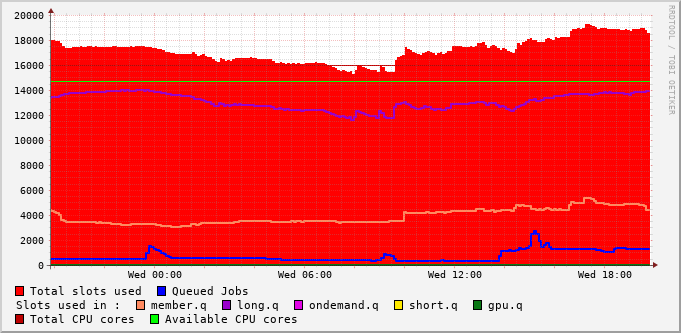 20000
18000
16000
14000
12000
10000
8000
6000
4000
2000
0
Wed 00:00 Wed 06:00 Wed 12:00 Wed 18:00
RRDTOOL / TOBI OETIKER
Total slots used Queued Jobs
Slots used in : member.q long.q ondemand.q short.q gpu.q
Total CPU cores Available CPU cores